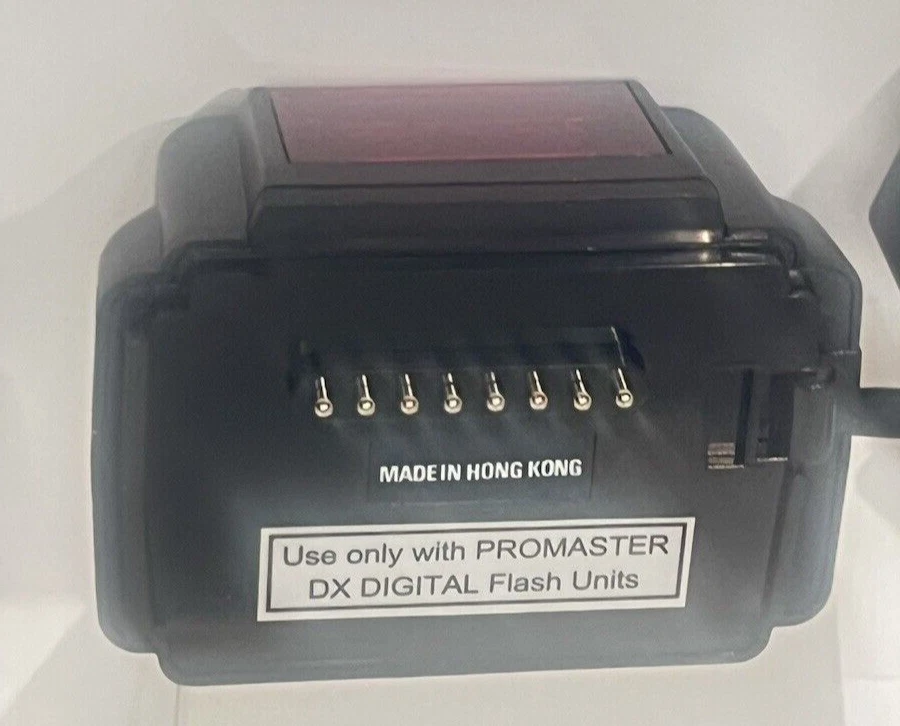 MADE IN HONG KONG
Use only with PROMASTER
DX DIGITAL Flash Units